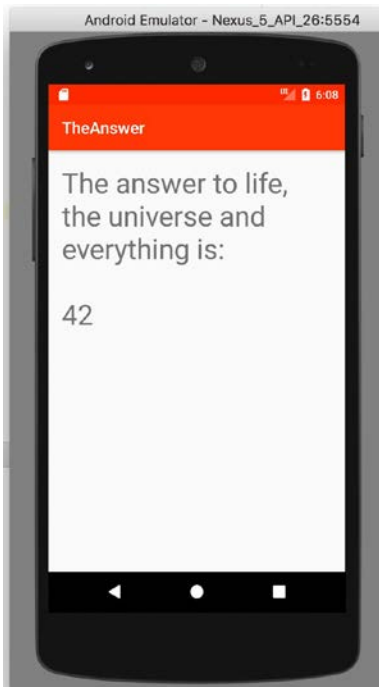 Android Emulator - Nexus_5_API_26:5554
6:08
TheAnswer
The answer to life,
the universe and
everything is:
42